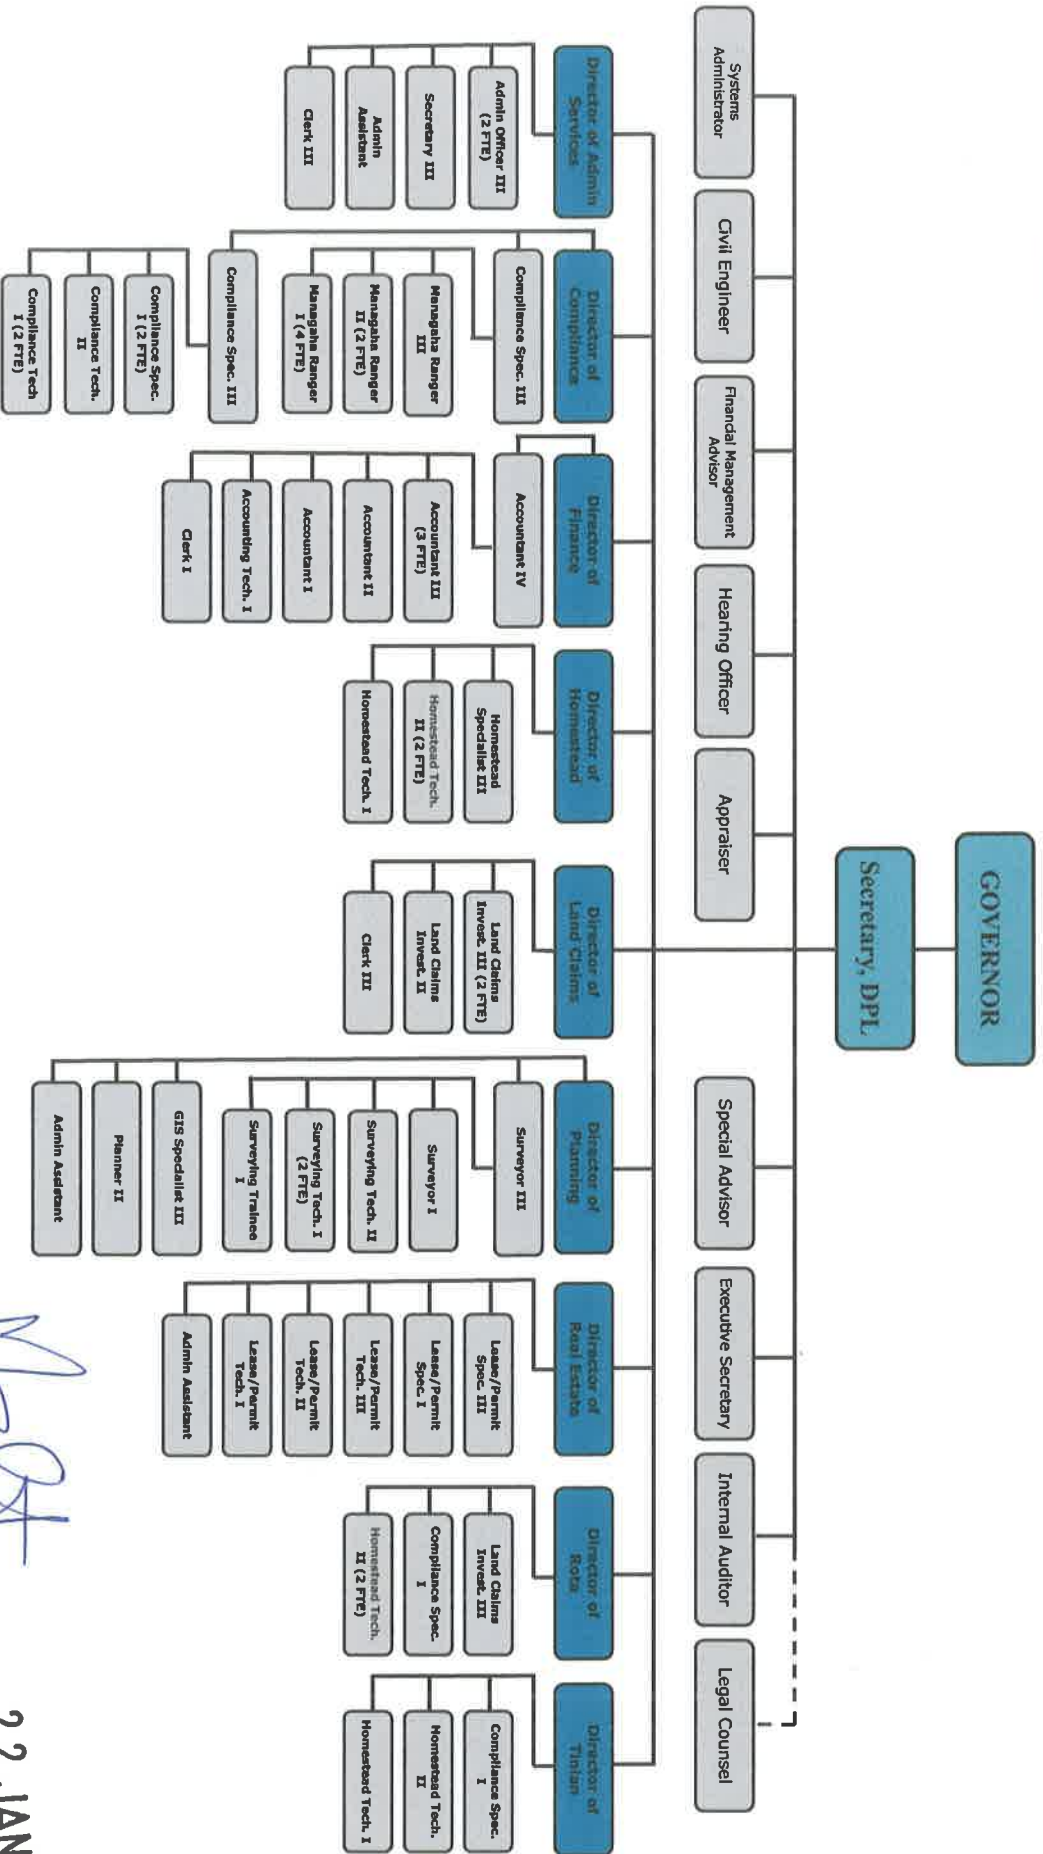 GOVERNOR
Secretary, DPL
Systems
Administrator
Civil Engineer
Financial Management
Advisor
Hearing Officer
Appraiser
Special Advisor
Executive Secretary
Internal Auditor
Legal Counsel
Director of Admin
Services
Admin Officer III
(2 FTE)
Secretary III
Admin
Assistant
Clerk III
Director of
Compliance
Compliance Spec. III
Managaha Ranger
III
Managaha Ranger
II (2 FTE)
Managaha Ranger
I (4 FTE)
Compliance Spec. III
Compliance Spec.
I (2 FTE)
Compliance Tech.
II
Compliance Tech
I (2 FTE)
Director of
Finance
Accountant IV
Accountant III
(3 FTE)
Accountant II
Accountant I
Accounting Tech. I
Clerk I
Director of
Homestead
Homestead
Specialist III
Homestead Tech.
II (2 FTE)
Homestead Tech. I
Director of
Land Claims
Land Claims
Invest. III (2 FTE)
Land Claims
Invest. II
Clerk III
Director of
Planning
Surveyor III
Surveyor I
Surveying Tech. II
Surveying Tech. I
(2 FTE)
Surveying Trainee
I
GIS Specialist III
Planner II
Admin Assistant
Director of
Real Estate
Lease/Permit
Spec. III
Lease/Permit
Spec. I
Lease/Permit
Tech. III
Lease/Permit
Tech. II
Lease/Permit
Tech. I
Admin Assistant
Director of
Rota
Land Claims
Invest. III
Compliance Spec.
I
Homestead Tech.
II (2 FTE)
Director of
Tinian
Compliance Spec.
I
Homestead Tech.
II
Homestead Tech. I
22 JAN